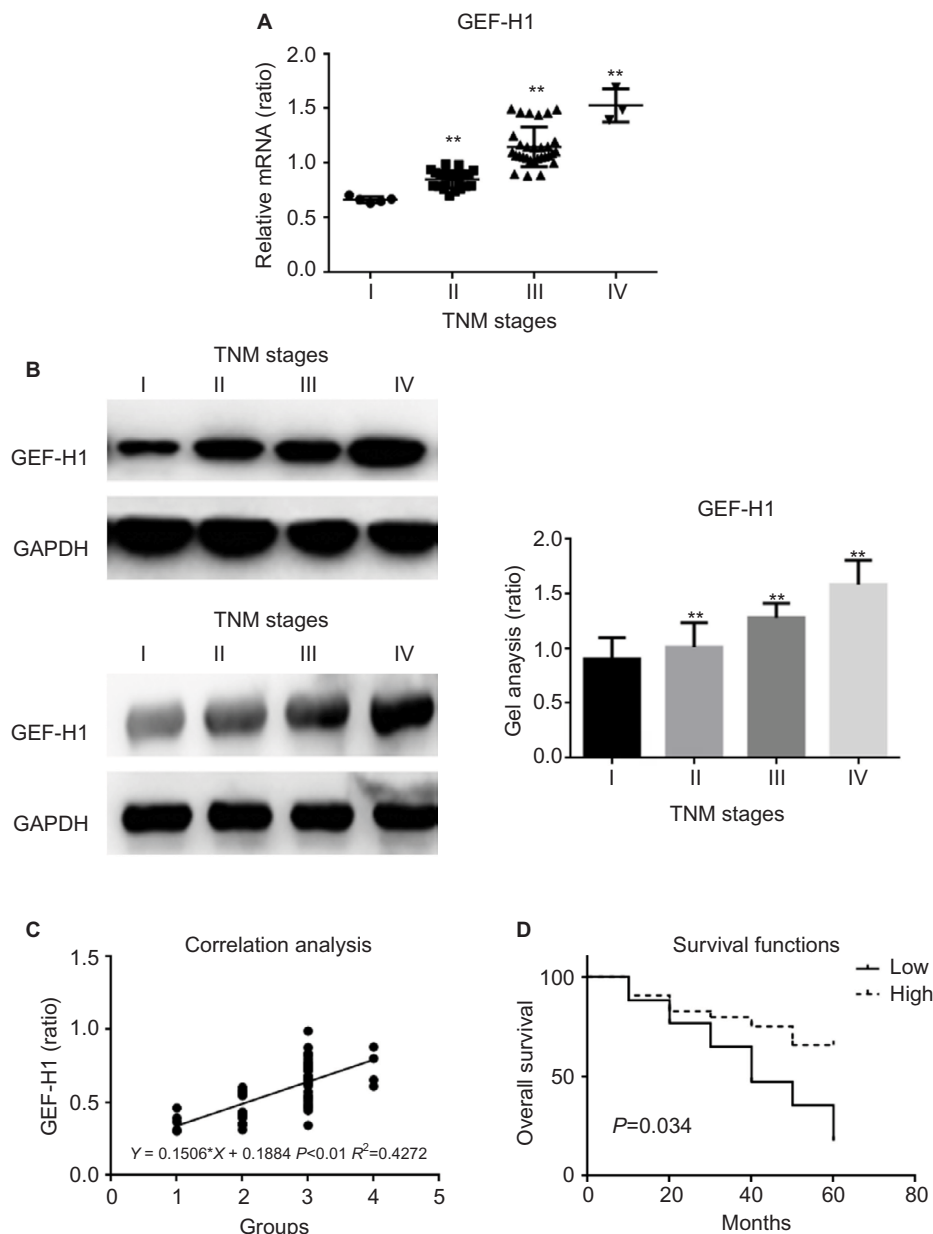 A
GEF-H1
Relative mRNA (ratio)
2.0
1.5
1.0
0.5
0.0
**
**
**
I II III IV
TNM stages
B
TNM stages
I II III IV
GEF-H1
GAPDH
TNM stages
I II III IV
GEF-H1
GAPDH
GEF-H1
Gel anaysis (ratio)
2.0
1.5
1.0
0.5
0.0
**
**
**
I II III IV
TNM stages
C
Correlation analysis
GEF-H1 (ratio)
1.5
1.0
0.5
0.0
Y = 0.1506*X + 0.1884 P<0.01 R²=0.4272
0 1 2 3 4 5
Groups
D
Survival functions
Low
High
Overall survival
100
50
0
P=0.034
0 20 40 60 80
Months